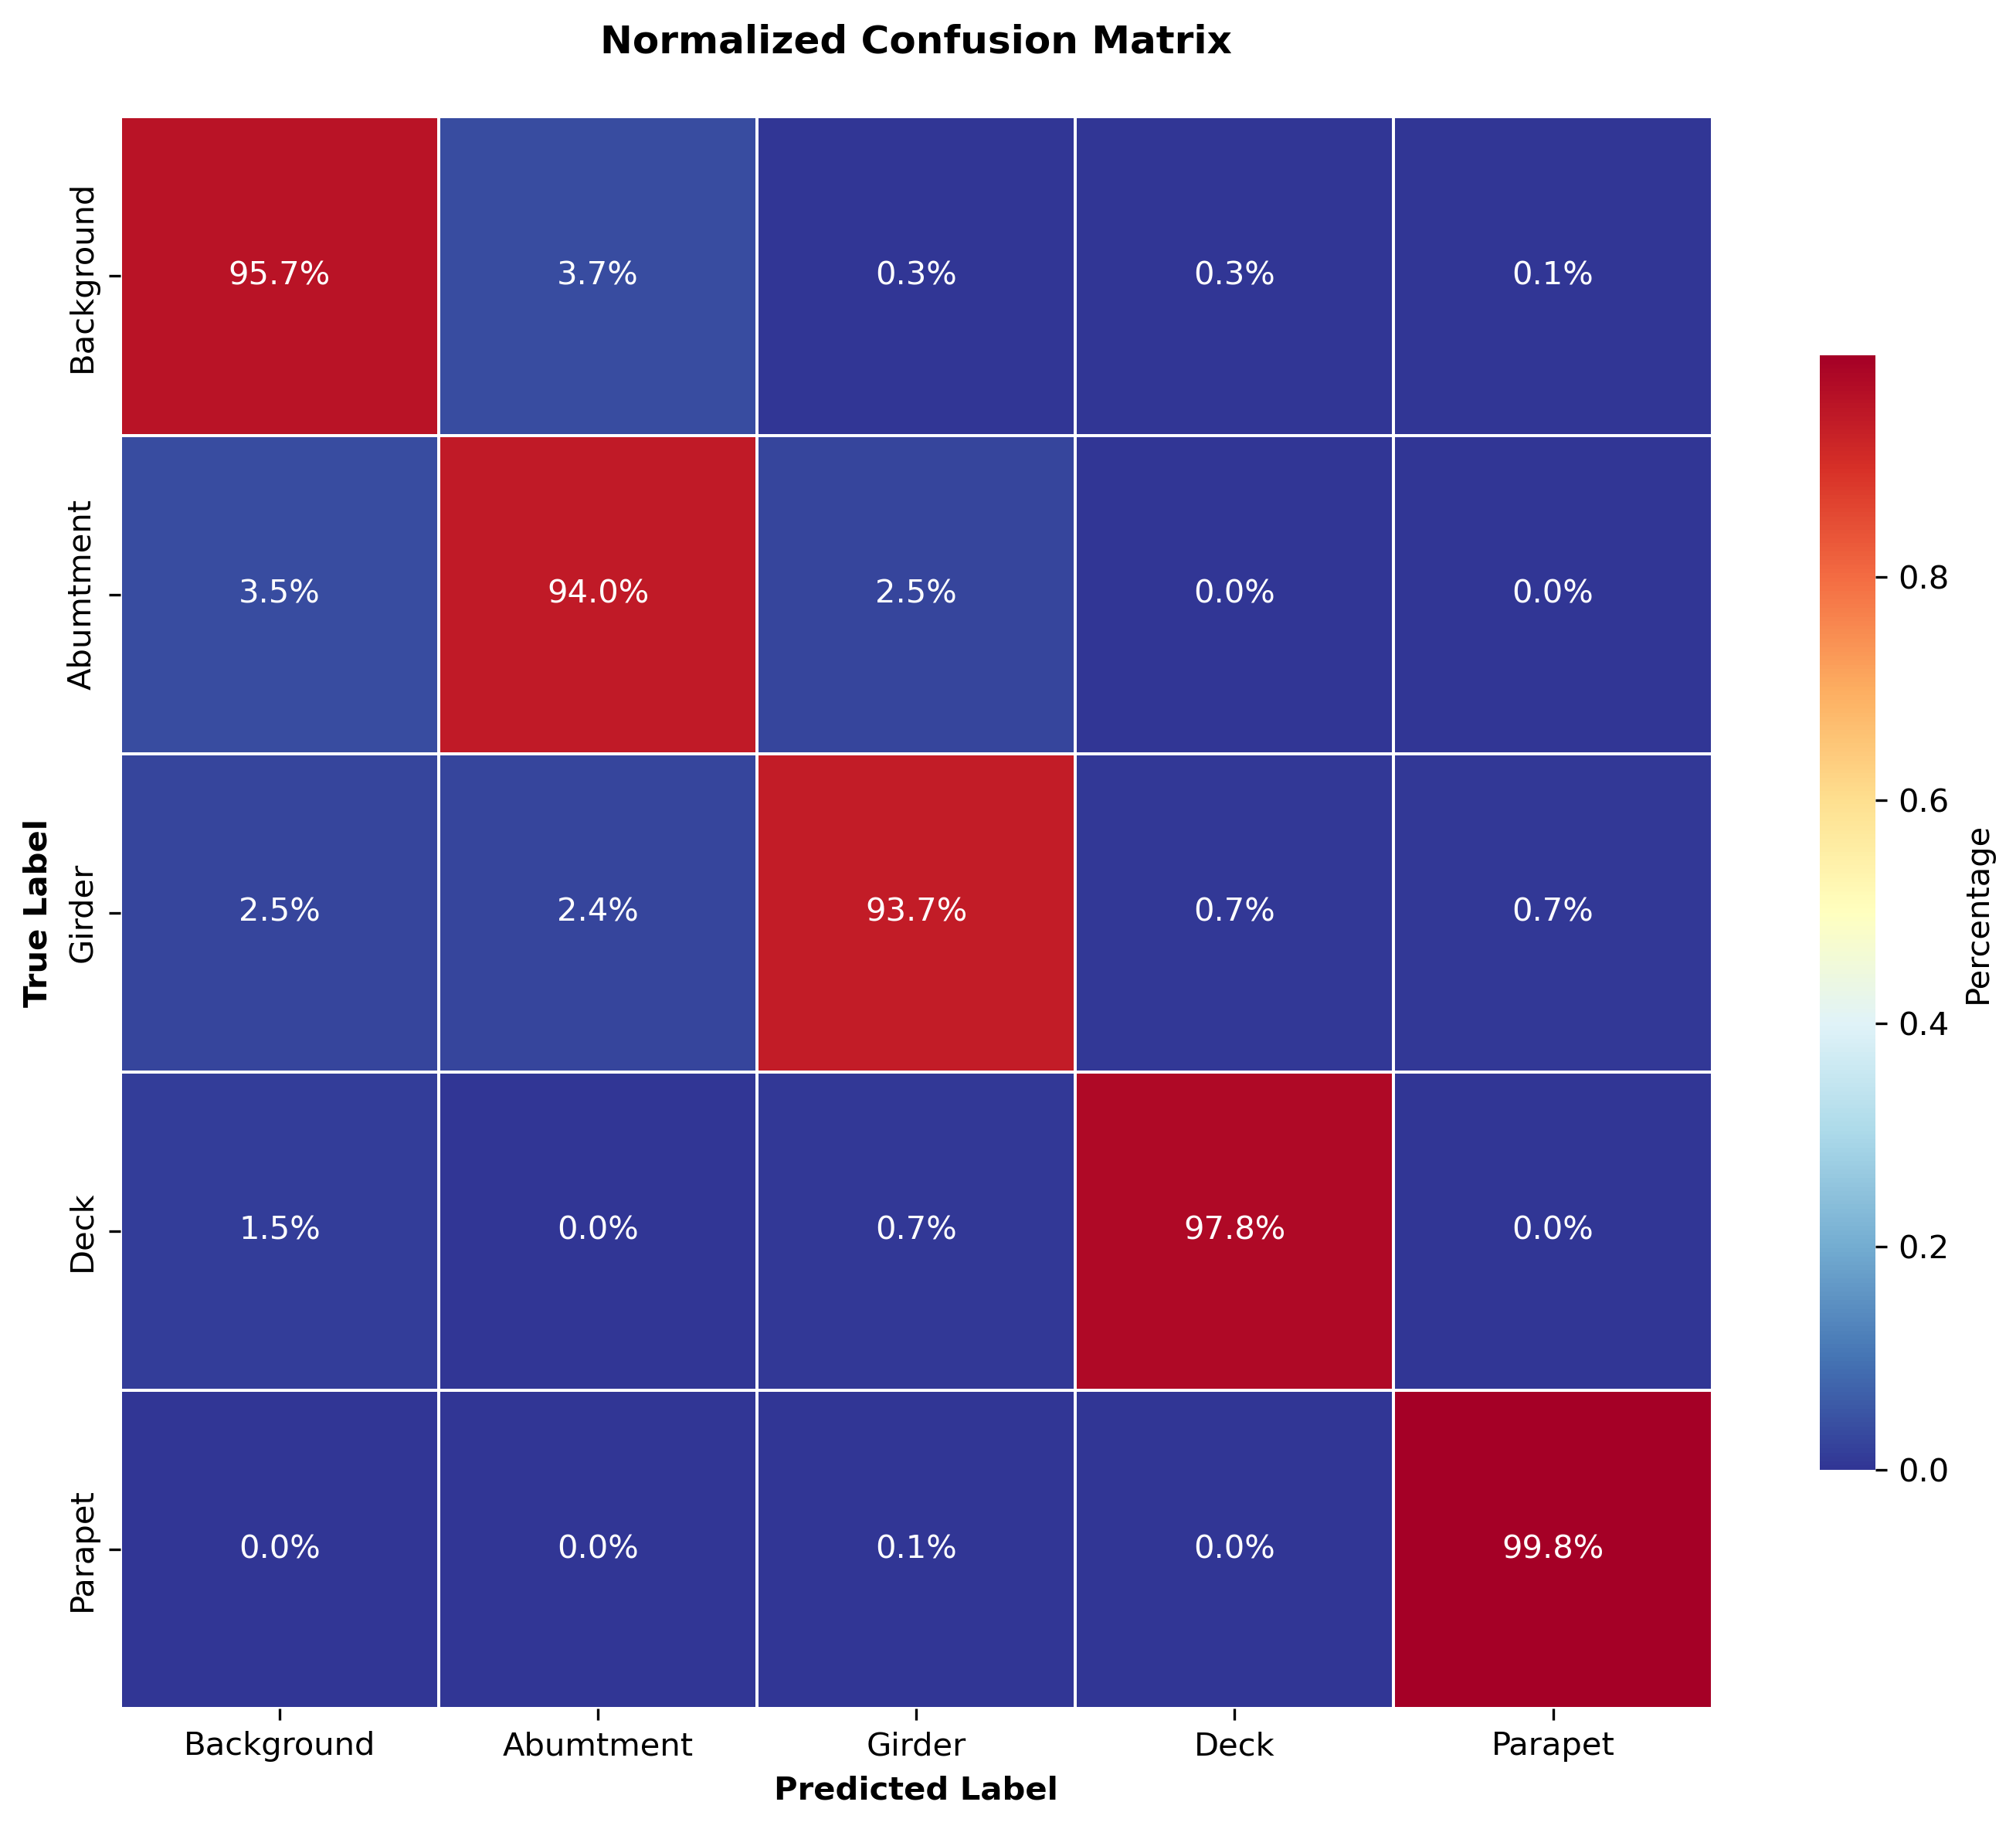 Normalized Confusion Matrix
Background
95.7% 3.7% 0.3% 0.3% 0.1%
Abumtment
3.5% 94.0% 2.5% 0.0% 0.0%
Girder
2.5% 2.4% 93.7% 0.7% 0.7%
Deck
1.5% 0.0% 0.7% 97.8% 0.0%
Parapet
0.0% 0.0% 0.1% 0.0% 99.8%
True Label
Background Abumtment Girder Deck Parapet
Predicted Label
0.8
0.6
0.4
0.2
0.0
Percentage